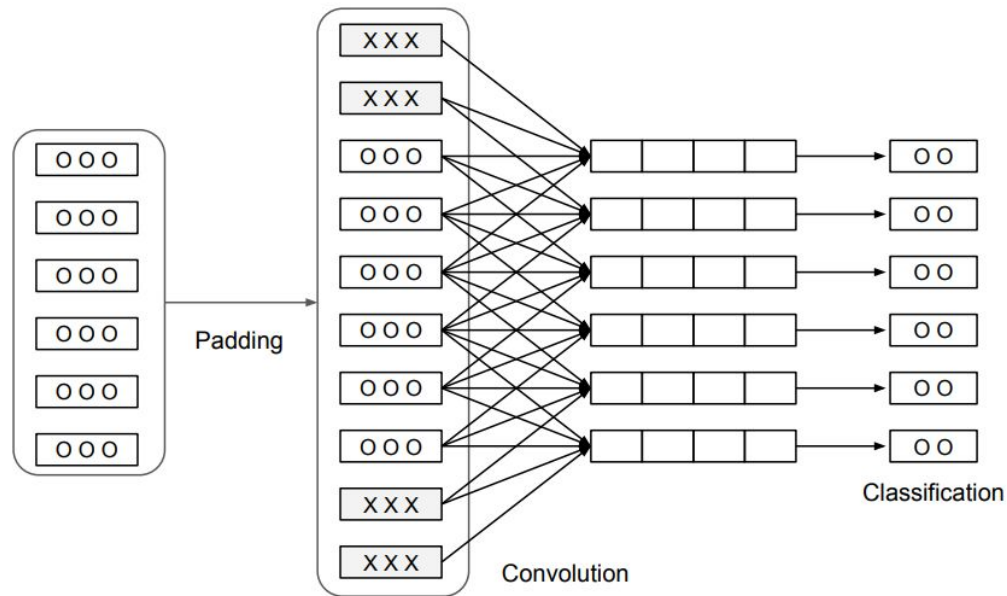 O O O
O O O
O O O
O O O
O O O
O O O
Padding
X X X
X X X
O O O
O O O
O O O
O O O
O O O
O O O
X X X
X X X
Convolution
O O
O O
O O
O O
O O
O O
Classification